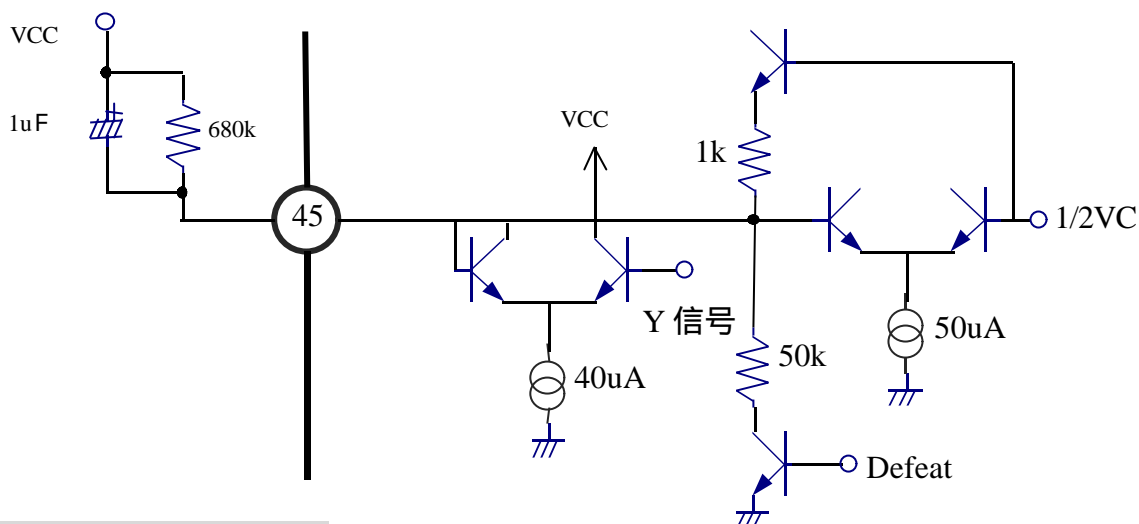 VCC
1uF
680k
45
VCC
1k
1/2VC
Y 信号
40uA
50k
50uA
Defeat